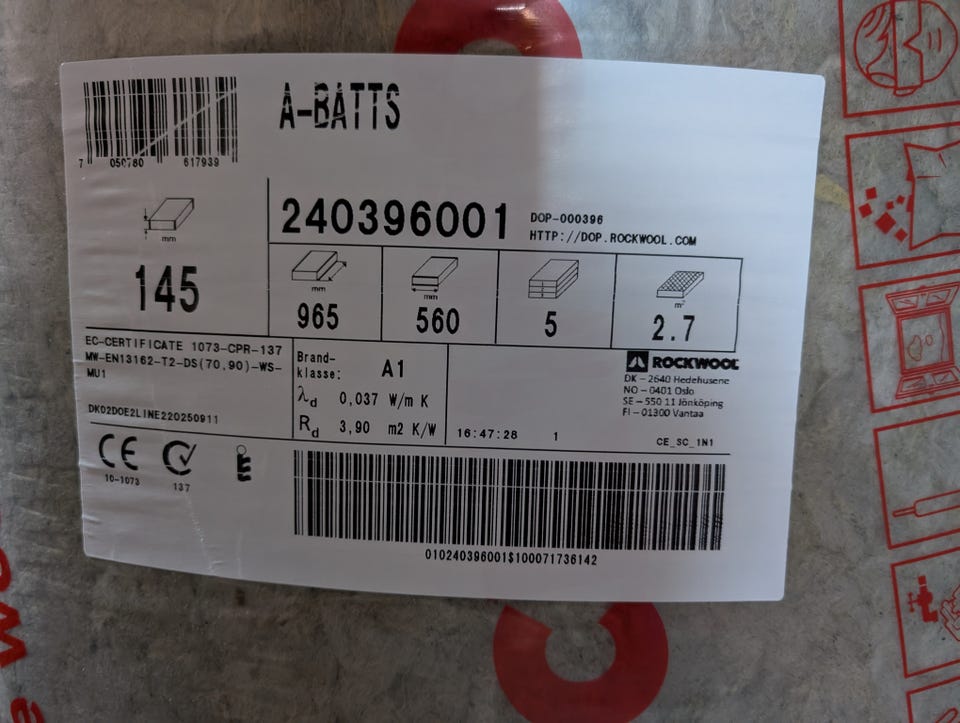 A-BATTS
7 050780 617939
240396001
DOP-000396
HTTP://DOP.ROCKWOOL.COM
mm
145
mm
965
mm
560
5
m²
2.7
EC-CERTIFICATE 1073-CPR-137
MW-EN13162-T2-DS(70,90)-WS-
MU1
DK02DOE2LINE220250911
Brand-
klasse: A1
λd 0,037 W/m K
Rd 3,90 m2 K/W
ROCKWOOL
DK – 2640 Hedehusene
NO – 0401 Oslo
SE – 550 11 Jönköping
FI – 01300 Vantaa
16:47:28 1
CE_SC_1N1
CE
10-1073
137
010240396001$100071736142